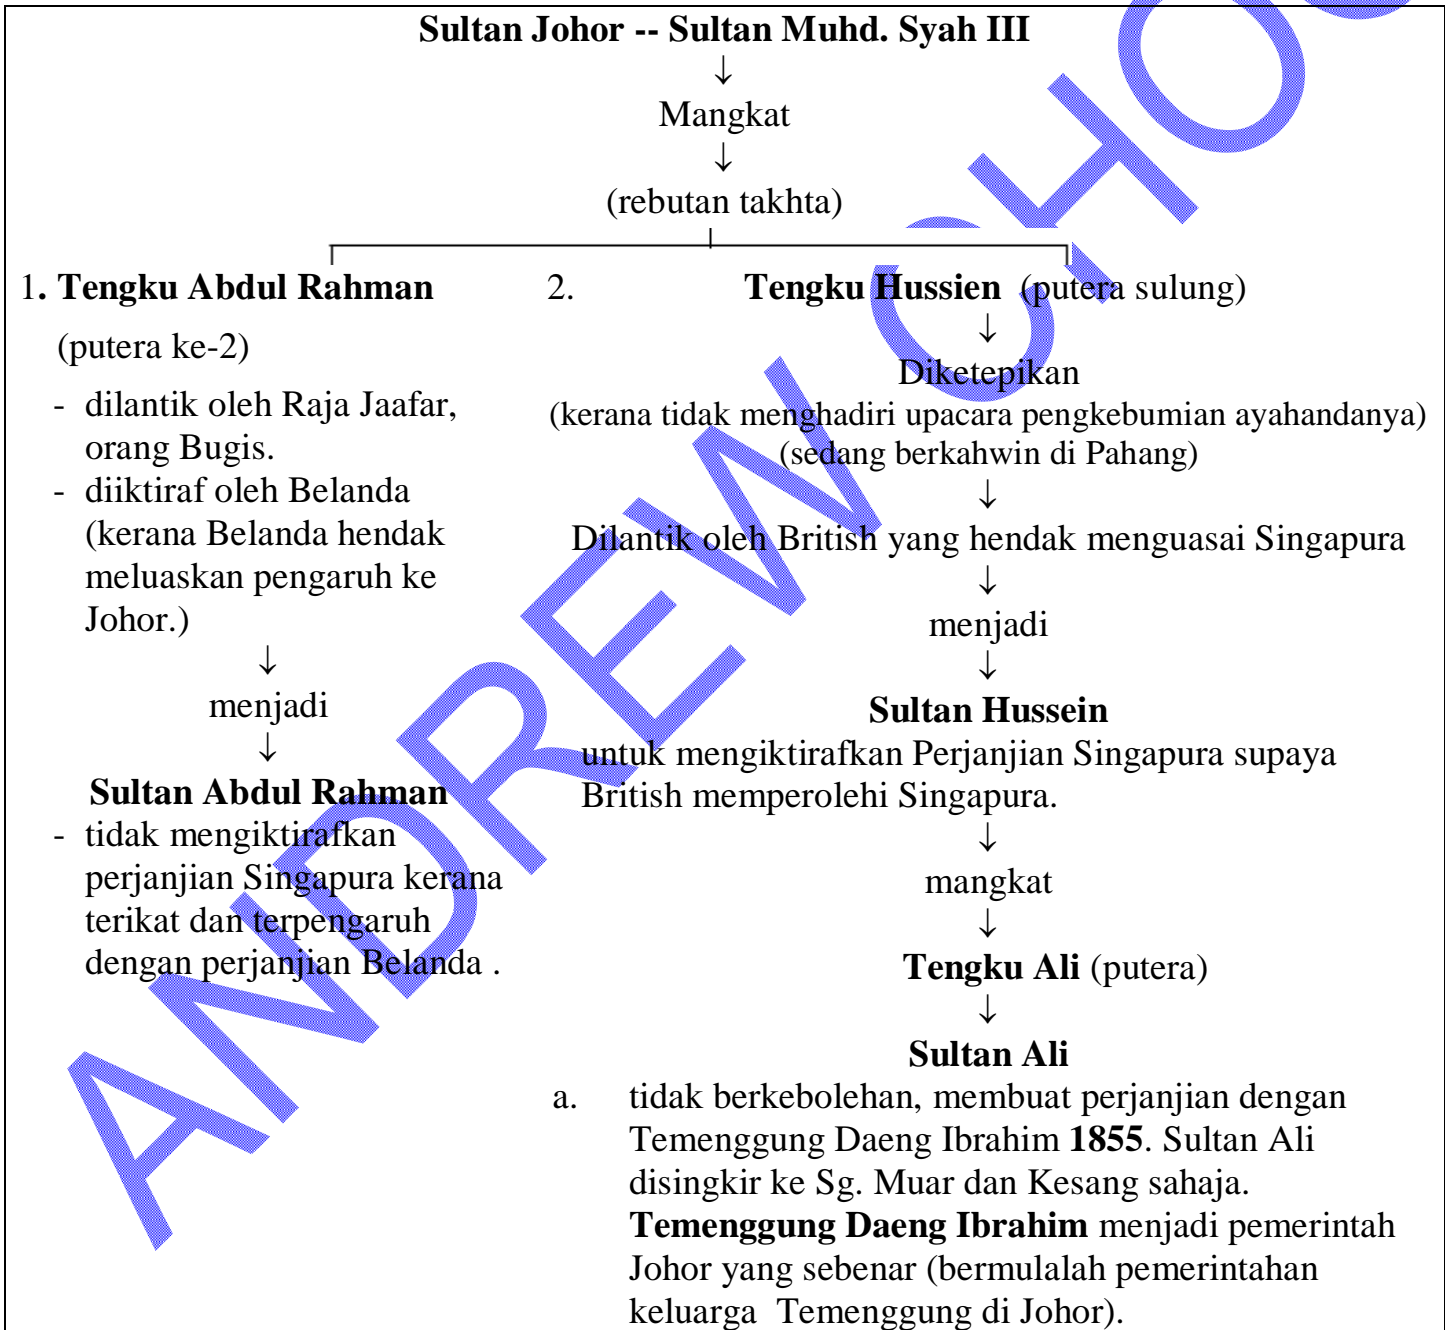 Sultan Johor -- Sultan Muhd. Syah III
↓
Mangkat
↓
(rebutan takhta)
1. Tengku Abdul Rahman
(putera ke-2)
- dilantik oleh Raja Jaafar,
orang Bugis.
- diiktiraf oleh Belanda
(kerana Belanda hendak
meluaskan pengaruh ke
Johor.)
↓
menjadi
↓
Sultan Abdul Rahman
- tidak mengiktirafkan
perjanjian Singapura kerana
terikat dan terpengaruh
dengan perjanjian Belanda .
2. Tengku Hussien (putera sulung)
↓
Diketepikan
(kerana tidak menghadiri upacara pengkebumian ayahandanya)
(sedang berkahwin di Pahang)
↓
Dilantik oleh British yang hendak menguasai Singapura
↓
menjadi
↓
Sultan Hussein
untuk mengiktirafkan Perjanjian Singapura supaya
British memperolehi Singapura.
↓
mangkat
↓
Tengku Ali (putera)
↓
Sultan Ali
a. tidak berkebolehan, membuat perjanjian dengan
Temenggung Daeng Ibrahim 1855. Sultan Ali
disingkir ke Sg. Muar dan Kesang sahaja.
Temenggung Daeng Ibrahim menjadi pemerintah
Johor yang sebenar (bermulalah pemerintahan
keluarga Temenggung di Johor).
ANDREW CHOO